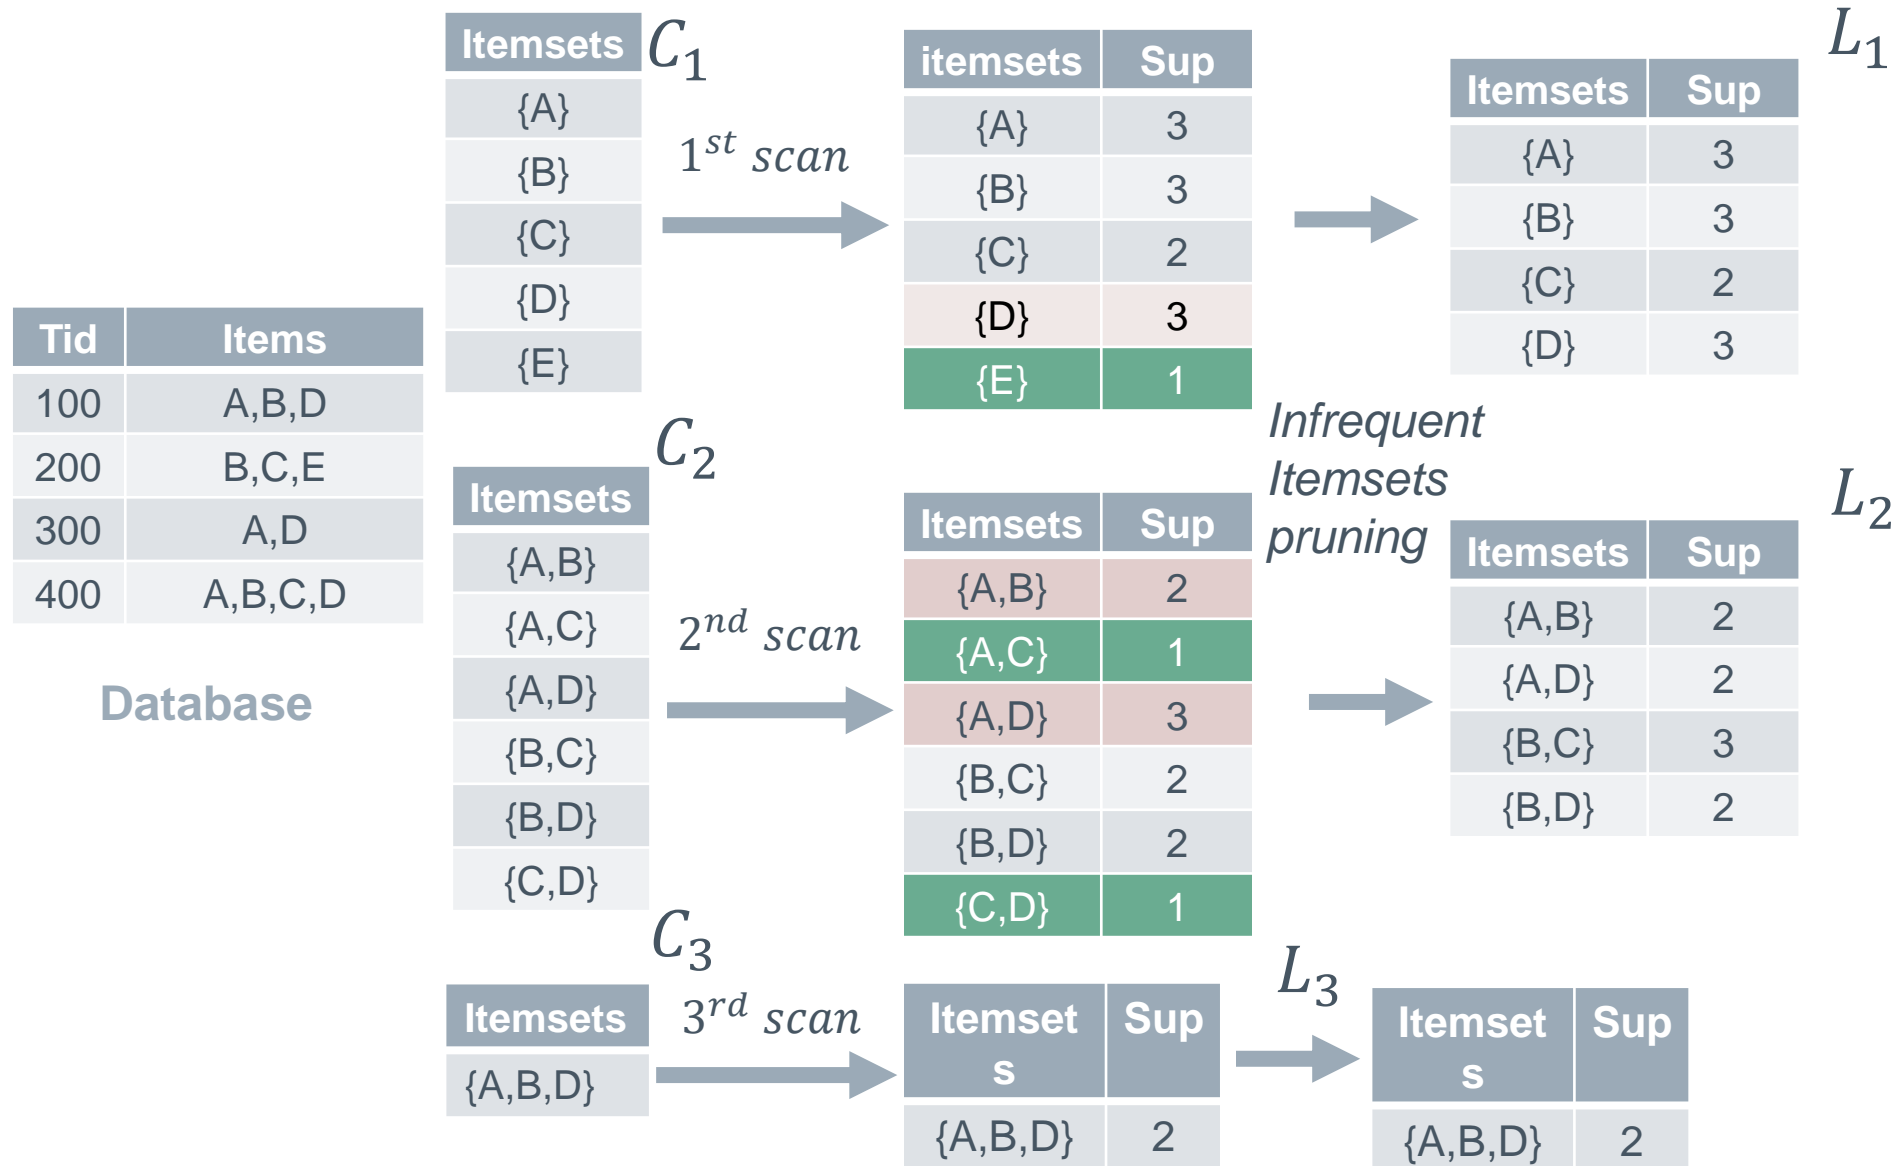 Tid Items
100 A,B,D
200 B,C,E
300 A,D
400 A,B,C,D
Database
C₁
Itemsets
{A}
{B}
{C}
{D}
{E}
1ˢᵗ scan
itemsets Sup
{A} 3
{B} 3
{C} 2
{D} 3
{E} 1
L₁
Itemsets Sup
{A} 3
{B} 3
{C} 2
{D} 3
Infrequent
Itemsets
pruning
C₂
Itemsets
{A,B}
{A,C}
{A,D}
{B,C}
{B,D}
{C,D}
2ⁿᵈ scan
Itemsets Sup
{A,B} 2
{A,C} 1
{A,D} 3
{B,C} 2
{B,D} 2
{C,D} 1
L₂
Itemsets Sup
{A,B} 2
{A,D} 2
{B,C} 3
{B,D} 2
C₃
Itemsets
{A,B,D}
3ʳᵈ scan
Itemset Sup
s
{A,B,D} 2
L₃
Itemset Sup
s
{A,B,D} 2